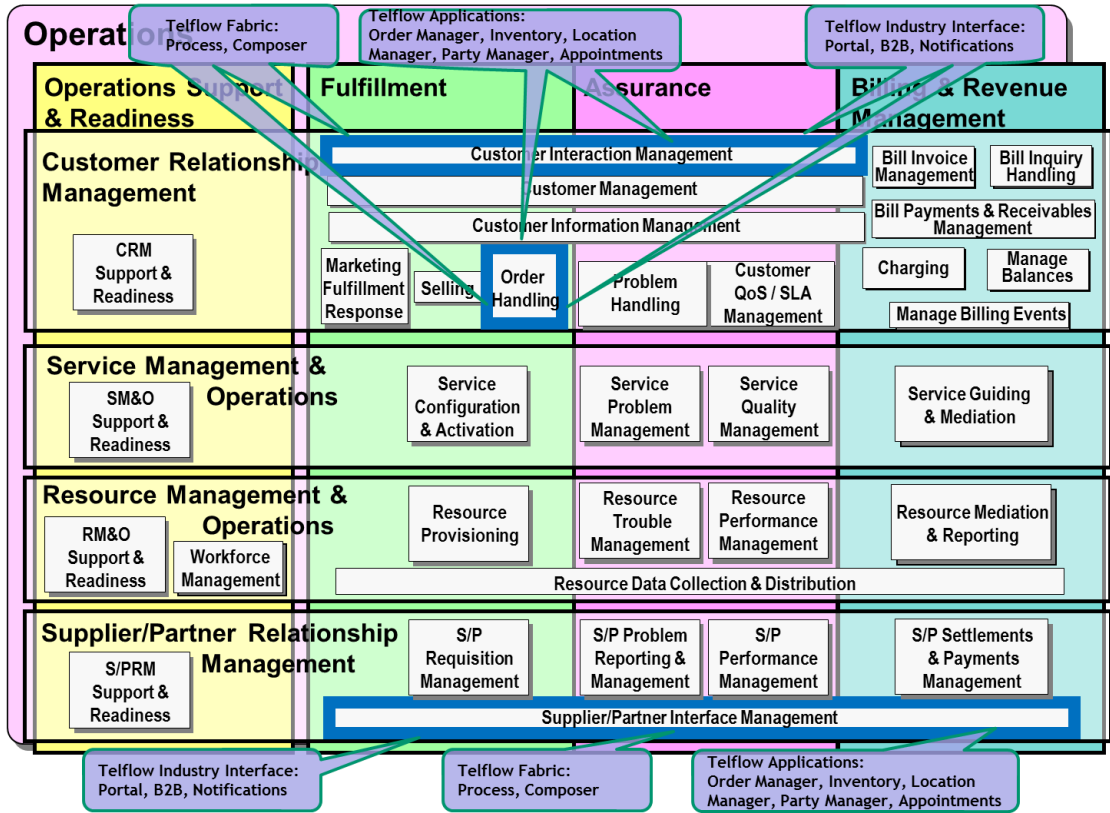 Telflow Fabric:
Process, Composer
Telflow Applications:
Order Manager, Inventory, Location
Manager, Party Manager, Appointments
Telflow Industry Interface:
Portal, B2B, Notifications
Operations
Operations Support
& Readiness
Fulfillment
Assurance
Billing & Revenue
Management
Customer Relationship
Management
Customer Interaction Management
Customer Management
Customer Information Management
Bill Invoice
Management
Bill Inquiry
Handling
Bill Payments & Receivables
Management
CRM
Support &
Readiness
Marketing
Fulfillment
Response
Selling
Order
Handling
Problem
Handling
Customer
QoS / SLA
Management
Charging
Manage
Balances
Manage Billing Events
Service Management &
Operations
SM&O
Support &
Readiness
Service
Configuration
& Activation
Service
Problem
Management
Service
Quality
Management
Service Guiding
& Mediation
Resource Management &
Operations
RM&O
Support &
Readiness
Workforce
Management
Resource
Provisioning
Resource
Trouble
Management
Resource
Performance
Management
Resource Mediation
& Reporting
Resource Data Collection & Distribution
Supplier/Partner Relationship
Management
S/PRM
Support &
Readiness
S/P
Requisition
Management
S/P Problem
Reporting &
Management
S/P
Performance
Management
S/P Settlements
& Payments
Management
Supplier/Partner Interface Management
Telflow Industry Interface:
Portal, B2B, Notifications
Telflow Fabric:
Process, Composer
Telflow Applications:
Order Manager, Inventory, Location
Manager, Party Manager, Appointments